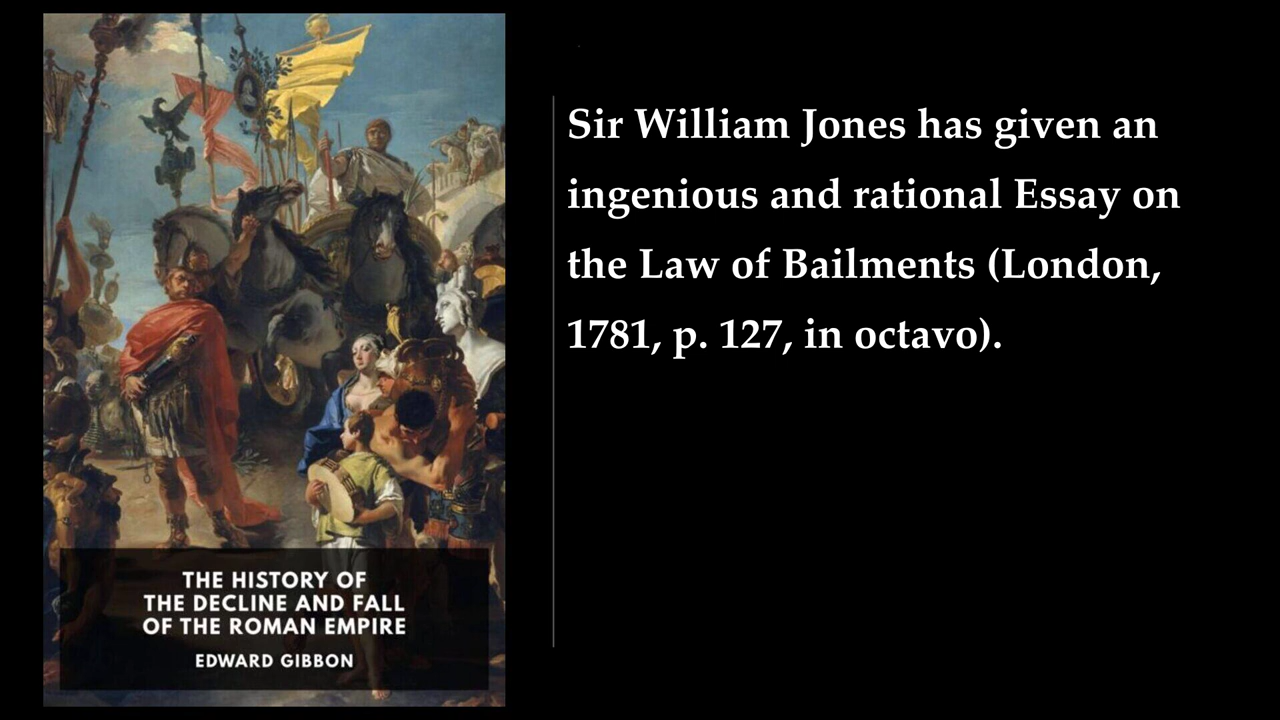 Sir William Jones has given an
ingenious and rational Essay on
the Law of Bailments (London,
1781, p. 127, in octavo).
THE HISTORY OF
THE DECLINE AND FALL
OF THE ROMAN EMPIRE
EDWARD GIBBON